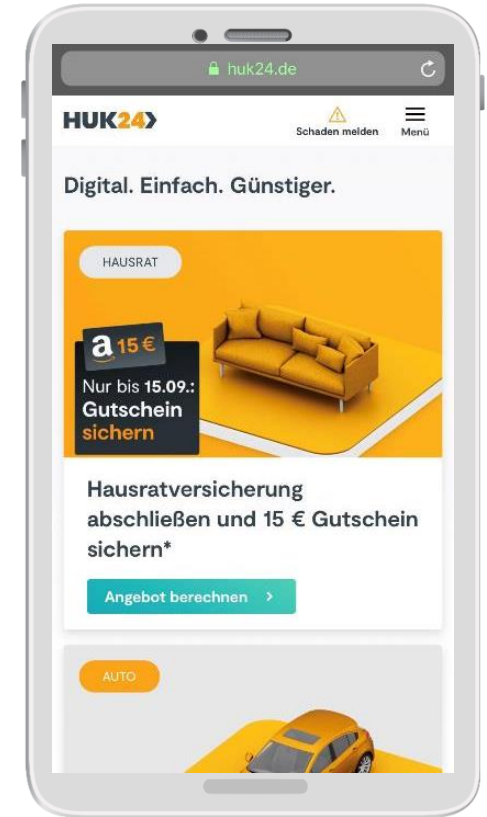 huk24.de
HUK24
Schaden melden
Menü
Digital. Einfach. Günstiger.
HAUSRAT
a 15 €
Nur bis 15.09.:
Gutschein
sichern
Hausratversicherung
abschließen und 15 € Gutschein
sichern*
Angebot berechnen
AUTO